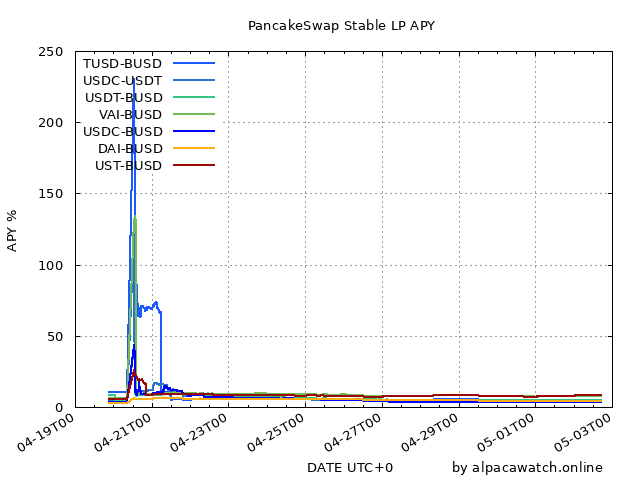 PancakeSwap Stable LP APY
250
200
150
100
50
0
APY %
TUSD-BUSD
USDC-USDT
USDT-BUSD
VAI-BUSD
USDC-BUSD
DAI-BUSD
UST-BUSD
04-19T00
04-21T00
04-23T00
04-25T00
04-27T00
04-29T00
05-01T00
05-03T00
DATE UTC+0
by alpacawatch.online